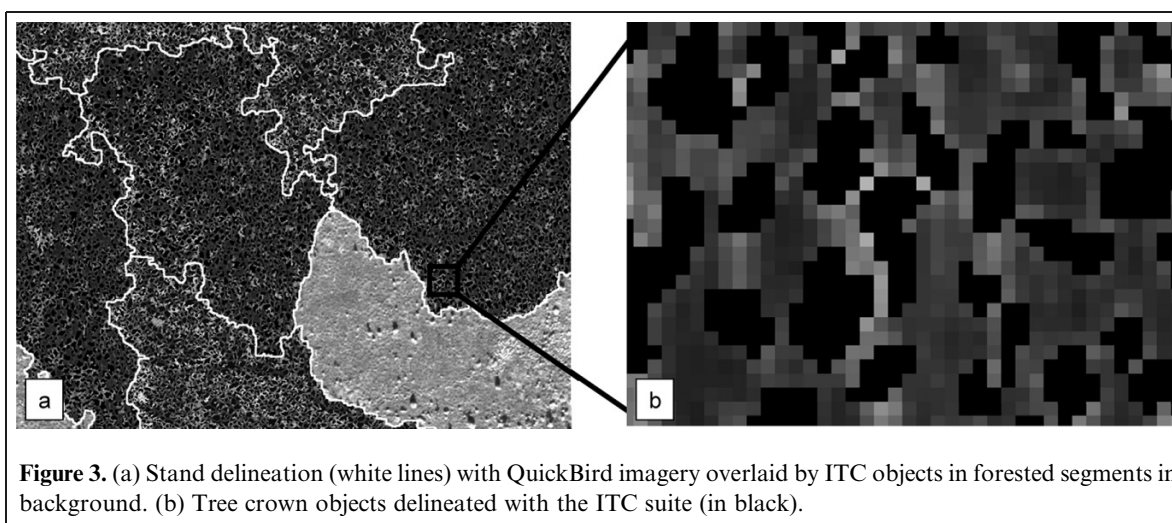 a
b
Figure 3. (a) Stand delineation (white lines) with QuickBird imagery overlaid by ITC objects in forested segments in
background. (b) Tree crown objects delineated with the ITC suite (in black).